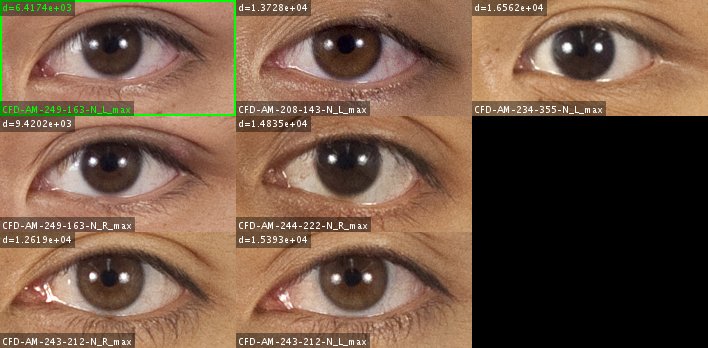 d=6.4174e+03
CFD-AM-249-163-N_L_max
d=1.3728e+04
CFD-AM-208-143-N_L_max
d=1.6562e+04
CFD-AM-234-355-N_L_max
d=9.4202e+03
CFD-AM-249-163-N_R_max
d=1.4835e+04
CFD-AM-244-222-N_R_max
d=1.2619e+04
CFD-AM-243-212-N_R_max
d=1.5393e+04
CFD-AM-243-212-N_L_max